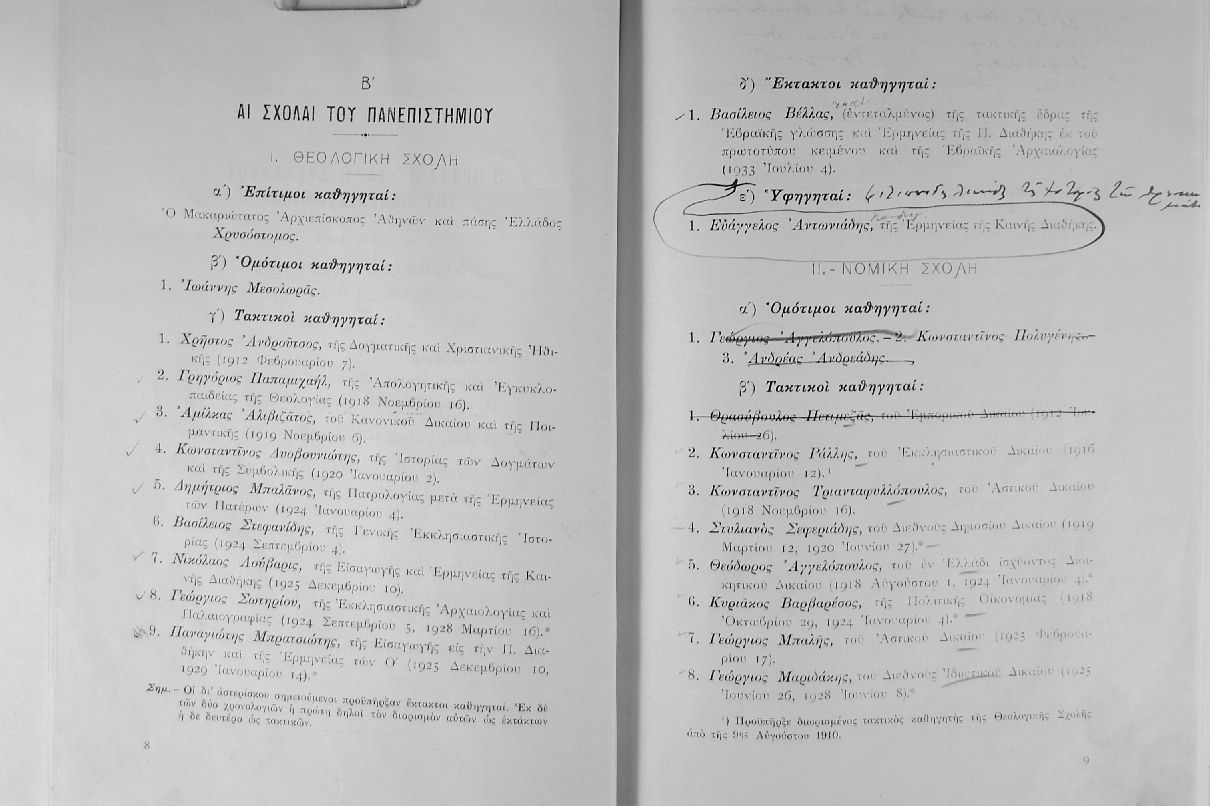 Β΄
ΑΙ ΣΧΟΛΑΙ ΤΟΥ ΠΑΝΕΠΙΣΤΗΜΙΟΥ
Ι. ΘΕΟΛΟΓΙΚΗ ΣΧΟΛΗ
α΄) Ἐπίτιμοι καθηγηταί:
Ὁ Μακαριώτατος Ἀρχιεπίσκοπος Ἀθηνῶν καὶ πάσης Ἑλλάδος
Χρυσόστομος.
β΄) Ὁμότιμοι καθηγηταί:
1. Ἰωάννης Μεσολωρᾶς.
γ΄) Τακτικοὶ καθηγηταί:
1. Χρῆστος Ἀνδροῦτσος, τῆς Δογματικῆς καὶ Χριστιανικῆς Ἠθι-
κῆς (1912 Φεβρουαρίου 7).
2. Γρηγόριος Παπαμιχαήλ, τῆς Ἀπολογητικῆς καὶ Ἐγκυκλο-
παιδείας τῆς Θεολογίας (1918 Νοεμβρίου 16).
3. Ἀμίλκας Ἀλιβιζᾶτος, τοῦ Κανονικοῦ Δικαίου καὶ τῆς Ποι-
μαντικῆς (1919 Νοεμβρίου 6).
4. Κωνσταντῖνος Δυοβουνιώτης, τῆς Ἱστορίας τῶν Δογμάτων
καὶ τῆς Συμβολικῆς (1920 Ἰανουαρίου 2).
5. Δημήτριος Μπαλᾶνος, τῆς Πατρολογίας μετὰ τῆς Ἑρμηνείας
τῶν Πατέρων (1924 Ἰανουαρίου 4).
6. Βασίλειος Στεφανίδης, τῆς Γενικῆς Ἐκκλησιαστικῆς Ἱστο-
ρίας (1924 Σεπτεμβρίου 4).
7. Νικόλαος Λούβαρις, τῆς Εἰσαγωγῆς καὶ Ἑρμηνείας τῆς Και-
νῆς Διαθήκης (1925 Δεκεμβρίου 10).
8. Γεώργιος Σωτηρίου, τῆς Ἐκκλησιαστικῆς Ἀρχαιολογίας καὶ
Παλαιογραφίας (1924 Σεπτεμβρίου 5, 1928 Μαρτίου 16).*
9. Παναγιώτης Μπρατσιώτης, τῆς Εἰσαγωγῆς εἰς τὴν Π. Δια-
θήκην καὶ τῆς Ἑρμηνείας τῶν Ο΄ (1925 Δεκεμβρίου 10,
1929 Ἰανουαρίου 14).*
Σημ. - Οἱ δι᾿ ἀστερίσκου σημειούμενοι προϋπῆρξαν ἔκτακτοι καθηγηταί. Ἐκ δὲ
τῶν δύο χρονολογιῶν ἡ πρώτη δηλοῖ τὸν διορισμὸν αὐτῶν ὡς ἐκτάκτων
ἡ δὲ δευτέρα ὡς τακτικῶν.
8
δ΄) Ἔκτακτοι καθηγηταί:
1. Βασίλειος Βέλλας, (ἐντεταλμένος) τῆς τακτικῆς ἕδρας τῆς
Ἑβραϊκῆς γλώσσης καὶ Ἑρμηνείας τῆς Π. Διαθήκης ἐκ τοῦ
πρωτοτύπου κειμένου καὶ τῆς Ἑβραϊκῆς Ἀρχαιολογίας
(1933 Ἰουλίου 4).
ε΄) Ὑφηγηταί:
1. Εὐάγγελος Ἀντωνιάδης, τῆς Ἑρμηνείας τῆς Καινῆς Διαθήκης.
ΙΙ. - ΝΟΜΙΚΗ ΣΧΟΛΗ
α΄) Ὁμότιμοι καθηγηταί:
1. Γεώργιος Ἀγγελόπουλος. - 2. Κωνσταντῖνος Πολυγένης.
3. Ἀνδρέας Ἀνδρεάδης.
β΄) Τακτικοὶ καθηγηταί:
1. Θρασύβουλος Πετιμεζᾶς, τοῦ Ἐμπορικοῦ Δικαίου (1912 Ἰου-
λίου 26).
2. Κωνσταντῖνος Ράλλης, τοῦ Ἐκκλησιαστικοῦ Δικαίου (1916
Ἰανουαρίου 12).¹
3. Κωνσταντῖνος Τριανταφυλλόπουλος, τοῦ Ἀστικοῦ Δικαίου
(1918 Νοεμβρίου 16).
4. Στυλιανὸς Σεφεριάδης, τοῦ Διεθνοῦς Δημοσίου Δικαίου (1919
Μαρτίου 12, 1920 Ἰουνίου 27).*
5. Θεόδωρος Ἀγγελόπουλος, τοῦ ἐν Ἑλλάδι ἰσχύοντος Διοι-
κητικοῦ Δικαίου (1918 Αὐγούστου 1, 1924 Ἰανουαρίου 4).*
6. Κυριᾶκος Βαρβαρέσος, τῆς Πολιτικῆς Οἰκονομίας (1918
Ὀκτωβρίου 29, 1924 Ἰανουαρίου 4).*
7. Γεώργιος Μπαλῆς, τοῦ Ἀστικοῦ Δικαίου (1925 Φεβρουα-
ρίου 17).
8. Γεώργιος Μαριδάκης, τοῦ Διεθνοῦς Ἰδιωτικοῦ Δικαίου (1925
Ἰουνίου 26, 1928 Ἰουνίου 8).*
¹) Προϋπῆρξε διωρισμένος τακτικὸς καθηγητὴς τῆς Θεολογικῆς Σχολῆς
ἀπὸ τῆς 9ης Αὐγούστου 1910.
9